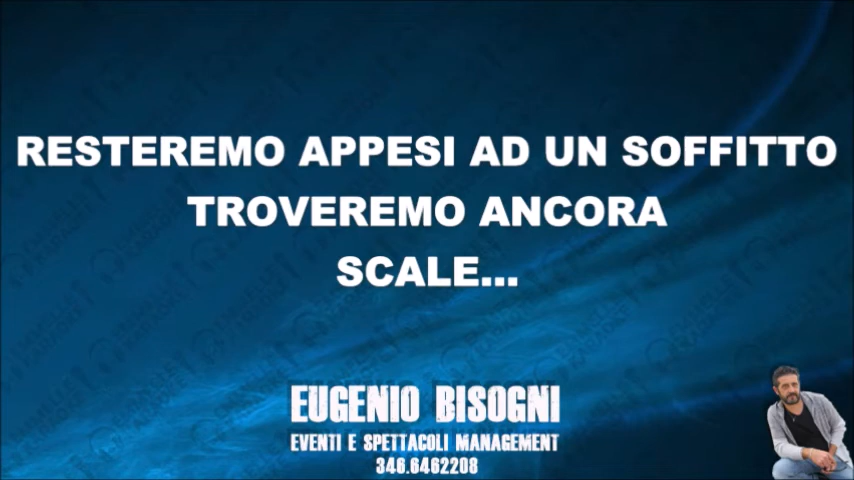 RESTEREMO APPESI AD UN SOFFITTO
TROVEREMO ANCORA
SCALE...
EUGENIO BISOGNI
EVENTI E SPETTACOLI MANAGEMENT
346.6462208